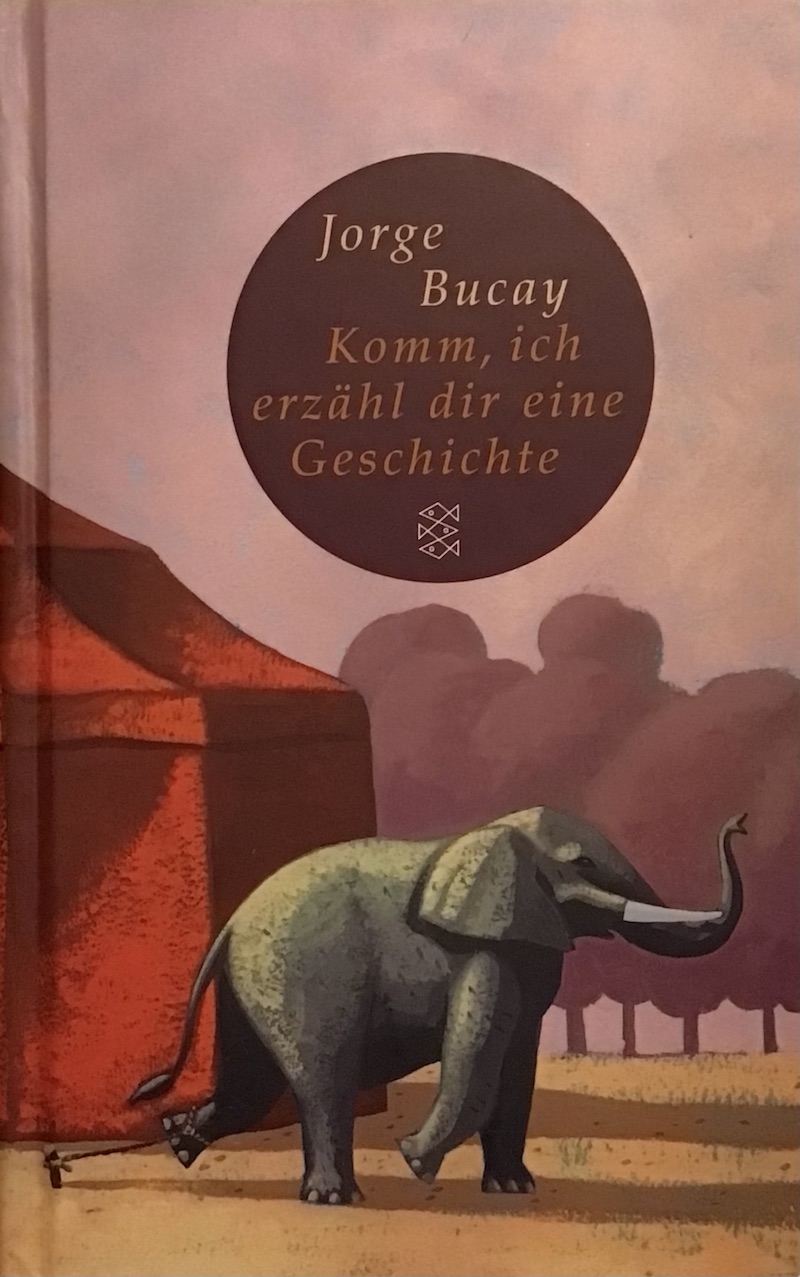 Jorge
Bucay
Komm, ich
erzähl dir eine
Geschichte